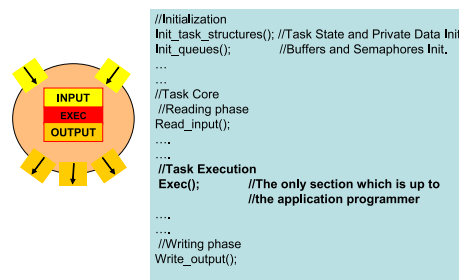 INPUT
EXEC
OUTPUT
//Initialization
Init_task_structures(); //Task State and Private Data Init
Init_queues(); //Buffers and Semaphores Init.
...
...
//Task Core
//Reading phase
Read_input();
....
....
//Task Execution
Exec(); //The only section which is up to
//the application programmer
....
....
//Writing phase
Write_output();